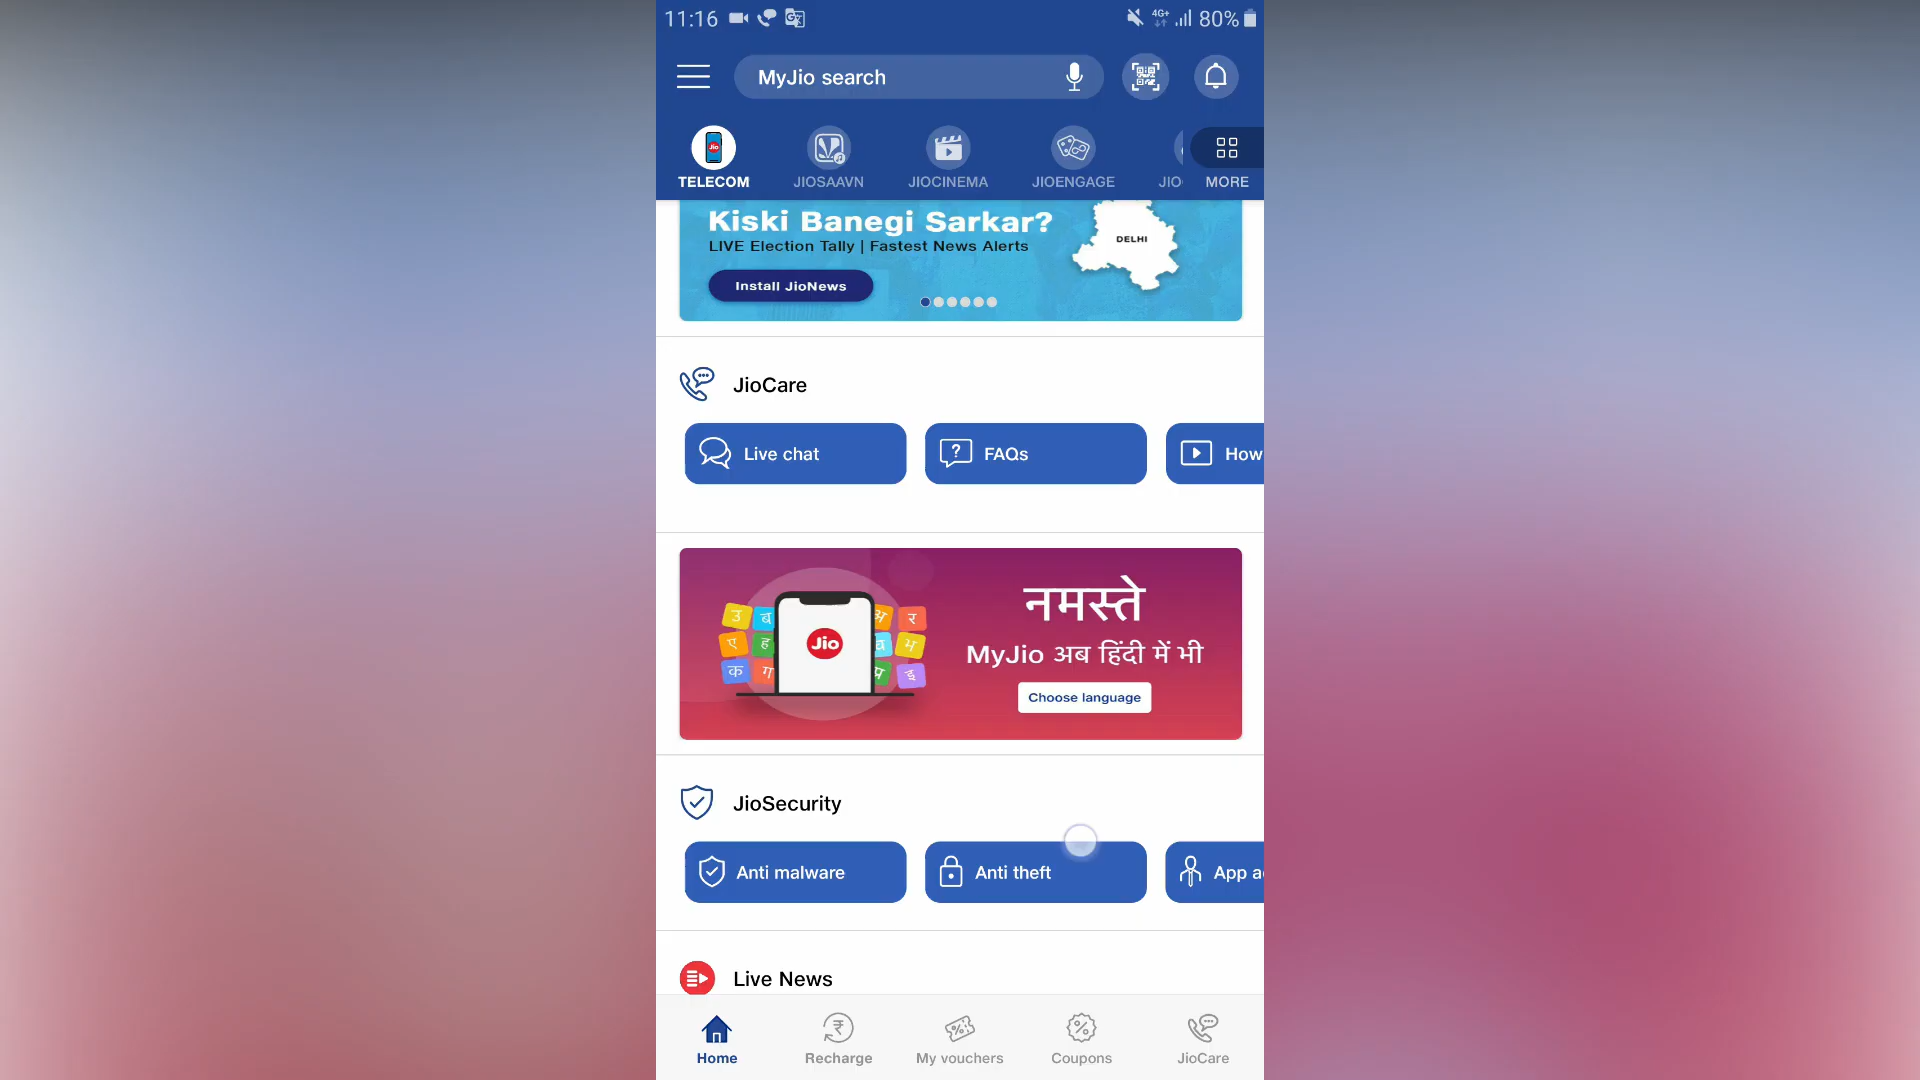 11:16
4G+
80%
MyJio search
Jio
TELECOM
JIOSAAVN
JIOCINEMA
JIOENGAGE
JIO
MORE
Kiski Banegi Sarkar?
LIVE Election Tally | Fastest News Alerts
DELHI
Install JioNews
JioCare
Live chat
FAQs
How
नमस्ते
MyJio अब हिंदी में भी
Choose language
उ ब अ र
ए ह भ
क ग इ
Jio
JioSecurity
Anti malware
Anti theft
App a
Live News
Home
Recharge
My vouchers
Coupons
JioCare